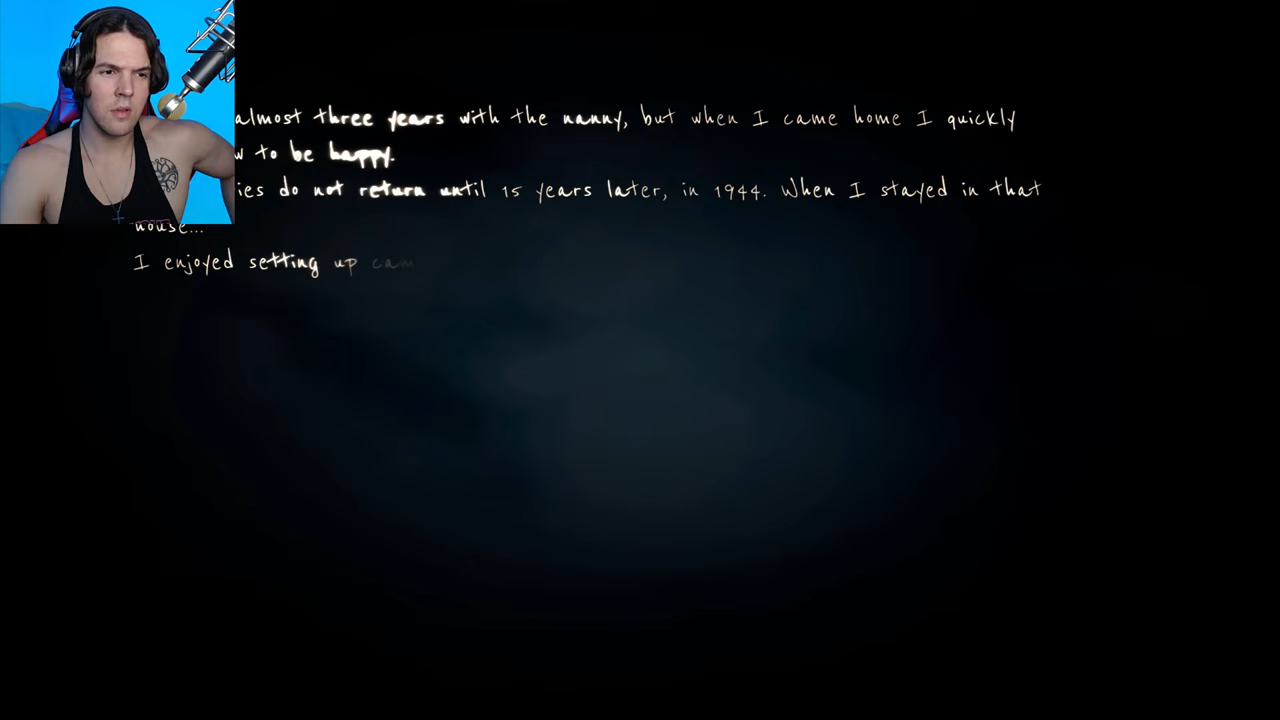 almost three years with the nanny, but when I came home I quickly
to be happy.
do not return until 15 years later, in 1944. When I stayed in that
house...
I enjoyed setting up